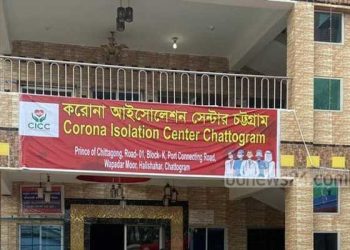 করোনা আইসোলেশন সেন্টার চট্টগ্রাম
Corona Isolation Center Chattogram
CICC
Prince of Chittagong, Road- 01, Block- K, Port Connecting Road,
Wapadar Moor, Halishahar, Chattogram